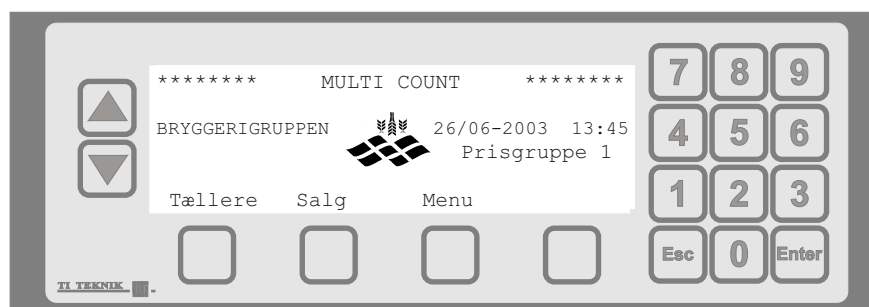 ******** MULTI COUNT ********
BRYGGERIGRUPPEN 26/06-2003 13:45
Prisgruppe 1
Tællere Salg Menu
7 8 9
4 5 6
1 2 3
Esc 0 Enter
TI TEKNIK